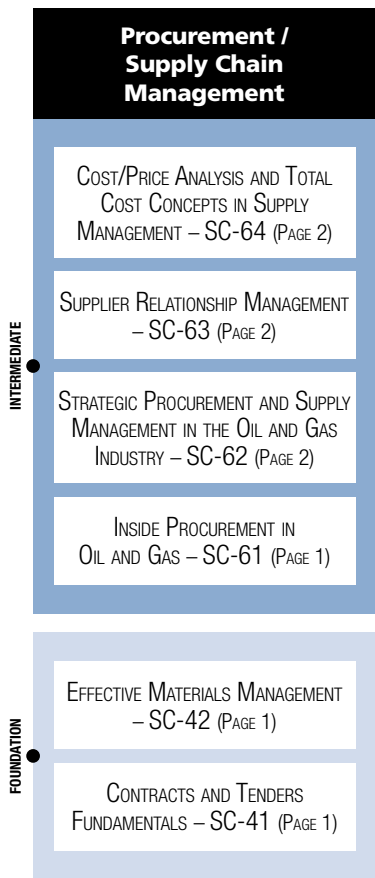 Procurement /
Supply Chain
Management
INTERMEDIATE
Cost/Price Analysis and Total
Cost Concepts in Supply
Management – SC-64 (Page 2)
Supplier Relationship Management
– SC-63 (Page 2)
Strategic Procurement and Supply
Management in the Oil and Gas
Industry – SC-62 (Page 2)
Inside Procurement in
Oil and Gas – SC-61 (Page 1)
FOUNDATION
Effective Materials Management
– SC-42 (Page 1)
Contracts and Tenders
Fundamentals – SC-41 (Page 1)